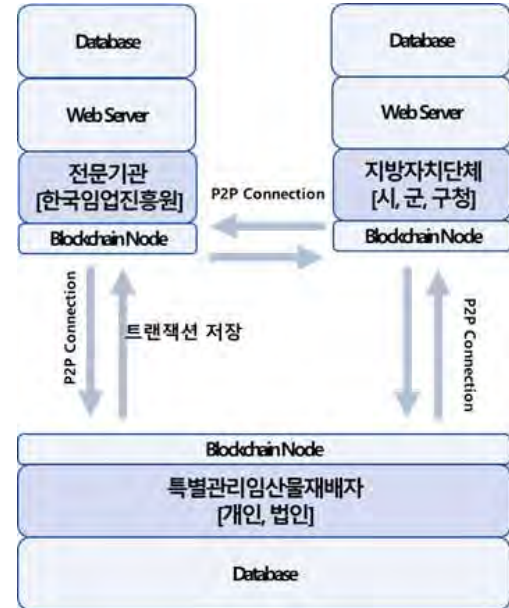 Database
Web Server
전문기관
[한국임업진흥원]
Blockchain Node
Database
Web Server
지방자치단체
[시, 군, 구청]
Blockchain Node
P2P Connection
P2P Connection
트랜잭션 저장
P2P Connection
Blockchain Node
특별관리임산물재배자
[개인, 법인]
Database